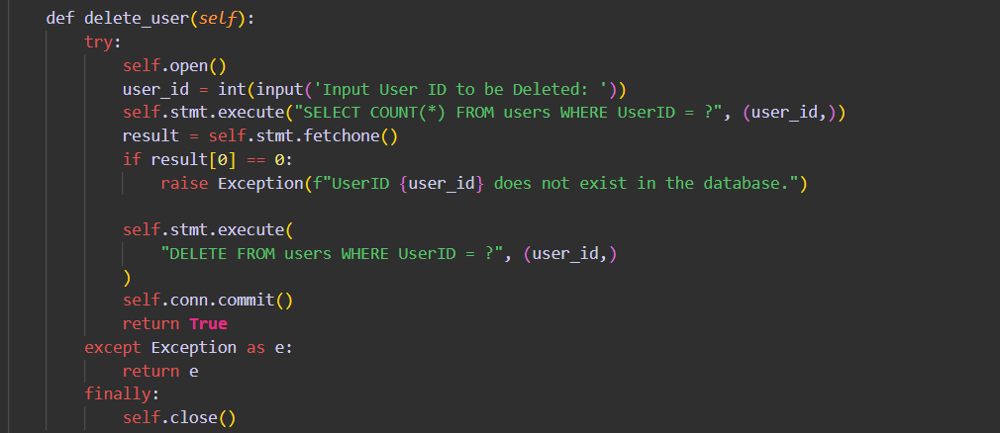 def delete_user(self):
try:
self.open()
user_id = int(input('Input User ID to be Deleted: '))
self.stmt.execute("SELECT COUNT(*) FROM users WHERE UserID = ?", (user_id,))
result = self.stmt.fetchone()
if result[0] == 0:
raise Exception(f"UserID {user_id} does not exist in the database.")
self.stmt.execute(
"DELETE FROM users WHERE UserID = ?", (user_id,)
)
self.conn.commit()
return True
except Exception as e:
return e
finally:
self.close()